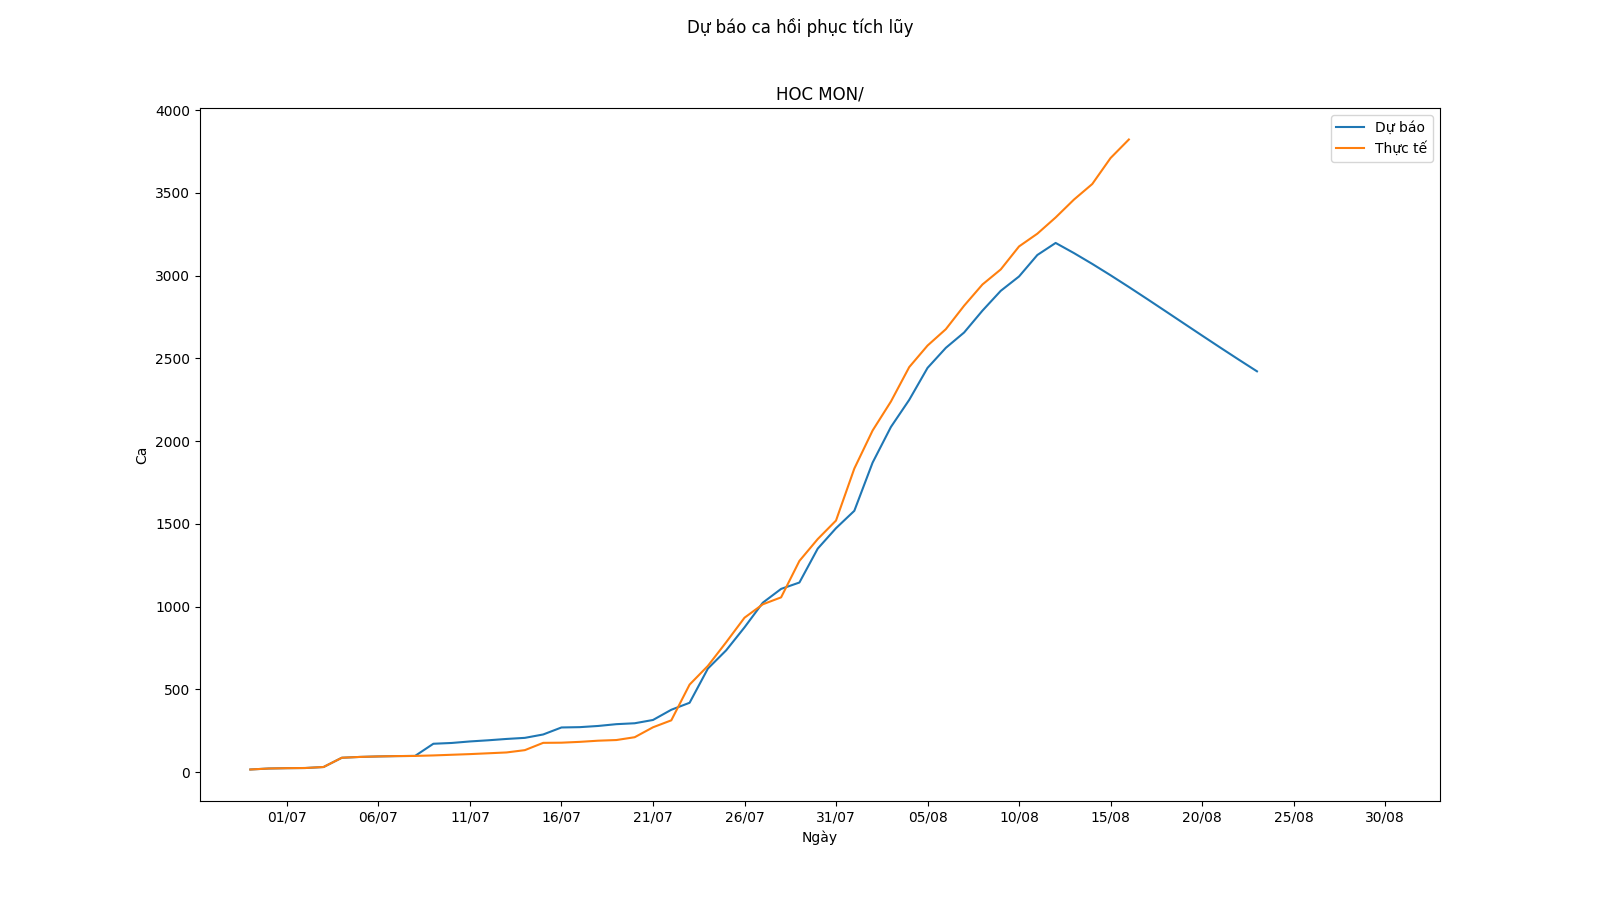 Dự báo ca hồi phục tích lũy
HOC MON/
Dự báo
Thực tế
4000
3500
3000
2500
2000
1500
1000
500
0
Ca
01/07 06/07 11/07 16/07 21/07 26/07 31/07 05/08 10/08 15/08 20/08 25/08 30/08
Ngày